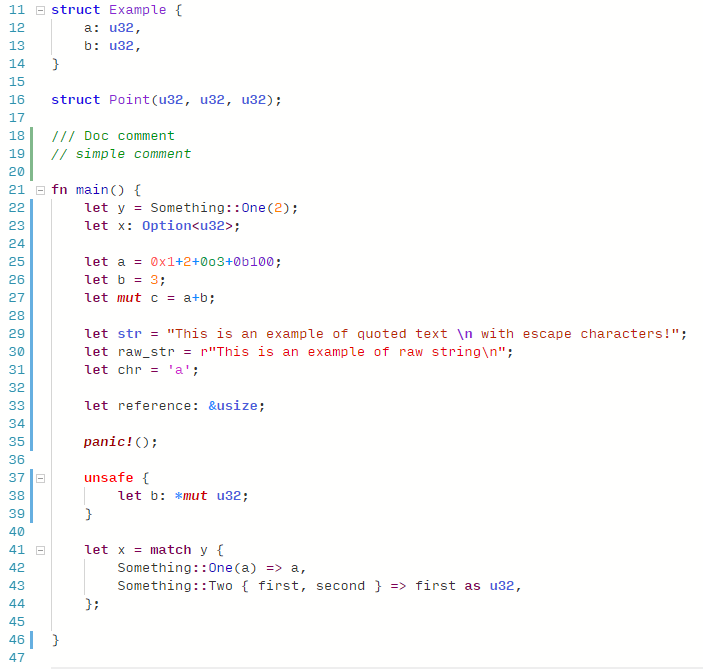 11 struct Example {
12     a: u32,
13     b: u32,
14 }
15
16 struct Point(u32, u32, u32);
17
18 /// Doc comment
19 // simple comment
20
21 fn main() {
22     let y = Something::One(2);
23     let x: Option<u32>;
24
25     let a = 0x1+2+0o3+0b100;
26     let b = 3;
27     let mut c = a+b;
28
29     let str = "This is an example of quoted text \n with escape characters!";
30     let raw_str = r"This is an example of raw string\n";
31     let chr = 'a';
32
33     let reference: &usize;
34
35     panic!();
36
37     unsafe {
38         let b: *mut u32;
39     }
40
41     let x = match y {
42         Something::One(a) => a,
43         Something::Two { first, second } => first as u32,
44     };
45
46 }
47